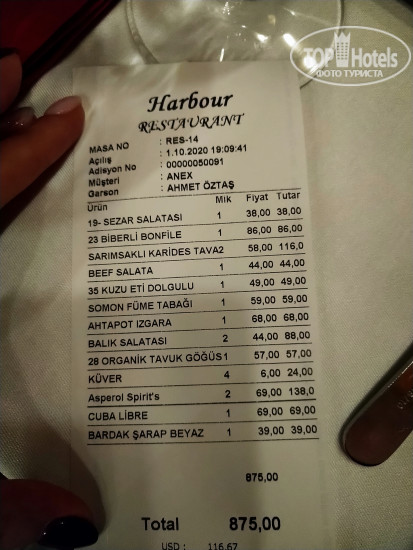 TOP Hotels
ФОТО ТУРИСТА
Harbour
RESTAURANT
MASA NO : RES-14
Açılış : 1.10.2020 19:09:41
Adisyon No : 00000050091
Müşteri : ANEX
Garson : AHMET ÖZTAŞ
Ürün Mik Fiyat Tutar
19- SEZAR SALATASI 1 38,00 38,00
23 BİBERLİ BONFİLE 1 86,00 86,00
SARIMSAKLI KARİDES TAVA2 58,00 116,0
BEEF SALATA 1 44,00 44,00
35 KUZU ETİ DOLGULU 1 49,00 49,00
SOMON FÜME TABAĞI 1 59,00 59,00
AHTAPOT IZGARA 1 68,00 68,00
BALIK SALATASI 2 44,00 88,00
28 ORGANİK TAVUK GÖĞÜS1 57,00 57,00
KÜVER 4 6,00 24,00
Asperol Spirit's 2 69,00 138,0
CUBA LİBRE 1 69,00 69,00
BARDAK ŞARAP BEYAZ 1 39,00 39,00
875,00
Total 875,00
USD : 116,67